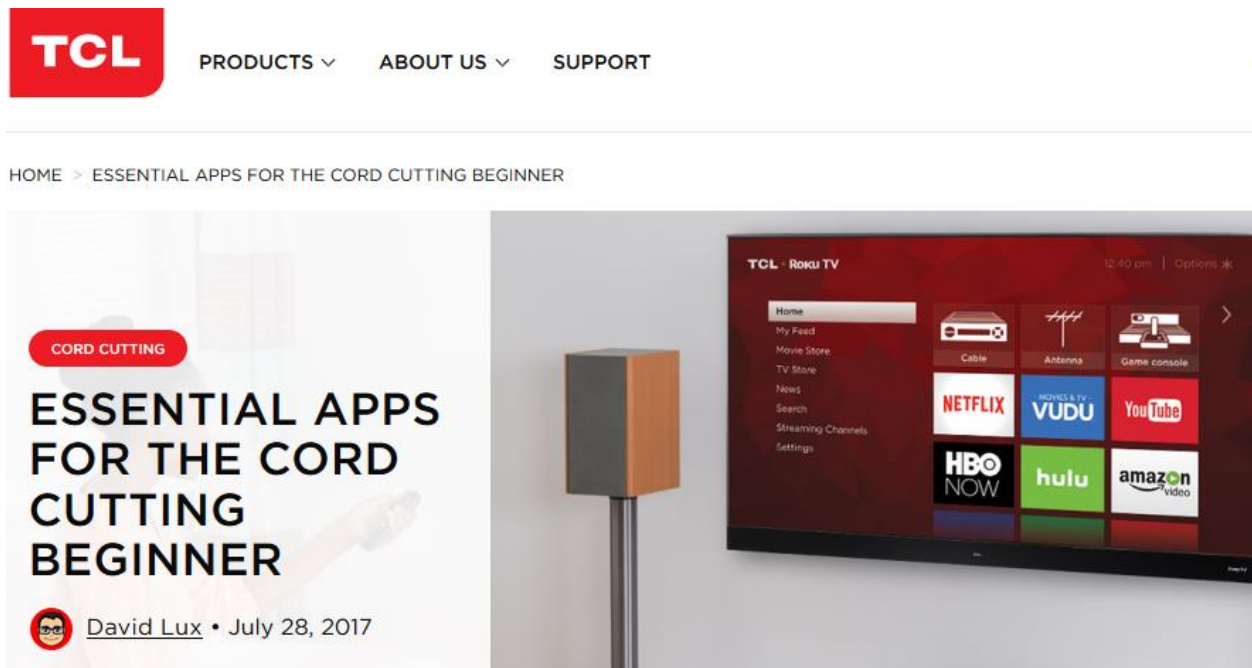 TCL
PRODUCTS ABOUT US SUPPORT
HOME > ESSENTIAL APPS FOR THE CORD CUTTING BEGINNER
CORD CUTTING
ESSENTIAL APPS
FOR THE CORD
CUTTING
BEGINNER
David Lux • July 28, 2017
TCL · Roku TV
12:40 pm | Options
Home
My Feed
Movie Store
TV Store
News
Search
Streaming Channels
Settings
Cable Antenna Game console
NETFLIX
MOVIES & TV
VUDU
YouTube
HBO
NOW
hulu
amazon
video